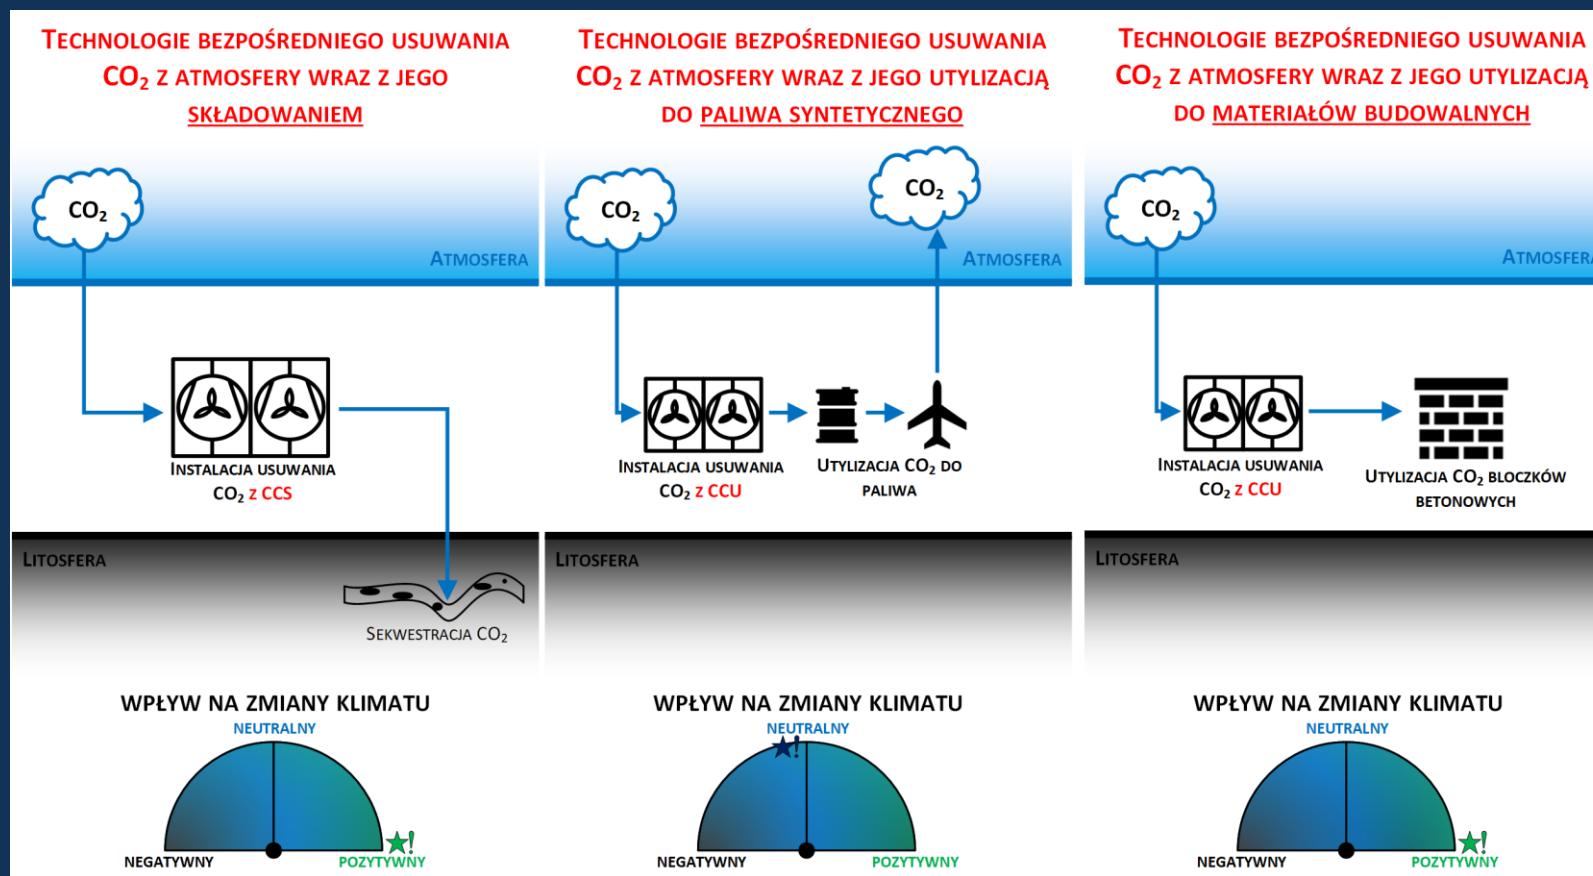 TECHNOLOGIE BEZPOŚREDNIEGO USUWANIA
CO₂ Z ATMOSFERY WRAZ Z JEGO
SKŁADOWANIEM
CO₂
ATMOSFERA
INSTALACJA USUWANIA
CO₂ Z CCS
LITOSFERA
SEKWESTRACJA CO₂
WPŁYW NA ZMIANY KLIMATU
NEUTRALNY
!
NEGATYWNY
POZYTYWNY
TECHNOLOGIE BEZPOŚREDNIEGO USUWANIA
CO₂ Z ATMOSFERY WRAZ Z JEGO UTYLIZACJĄ
DO PALIWA SYNTETYCZNEGO
CO₂
CO₂
ATMOSFERA
INSTALACJA USUWANIA
CO₂ Z CCU
UTYLIZACJA CO₂ DO
PALIWA
LITOSFERA
WPŁYW NA ZMIANY KLIMATU
NEUTRALNY
!
NEGATYWNY
POZYTYWNY
TECHNOLOGIE BEZPOŚREDNIEGO USUWANIA
CO₂ Z ATMOSFERY WRAZ Z JEGO UTYLIZACJĄ
DO MATERIAŁÓW BUDOWALNYCH
CO₂
ATMOSFERA
INSTALACJA USUWANIA
CO₂ Z CCU
UTYLIZACJA CO₂ BLOCZKÓW
BETONOWYCH
LITOSFERA
WPŁYW NA ZMIANY KLIMATU
NEUTRALNY
!
NEGATYWNY
POZYTYWNY